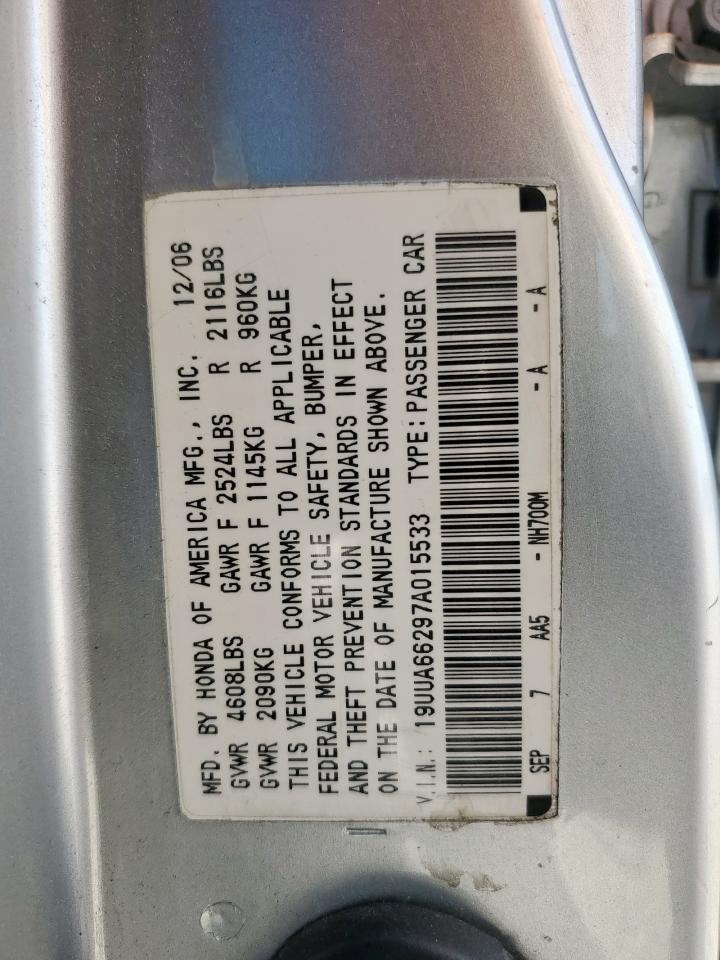 MFD. BY HONDA OF AMERICA MFG., INC. 12/06
GVWR 4608LBS GAWR F 2524LBS R 2116LBS
GVWR 2090KG GAWR F 1145KG R 960KG
THIS VEHICLE CONFORMS TO ALL APPLICABLE
FEDERAL MOTOR VEHICLE SAFETY, BUMPER,
AND THEFT PREVENTION STANDARDS IN EFFECT
ON THE DATE OF MANUFACTURE SHOWN ABOVE.
V.I.N.: 19UUA66297A015533 TYPE:PASSENGER CAR
SEP 7 AA5 - NH700M - A - A